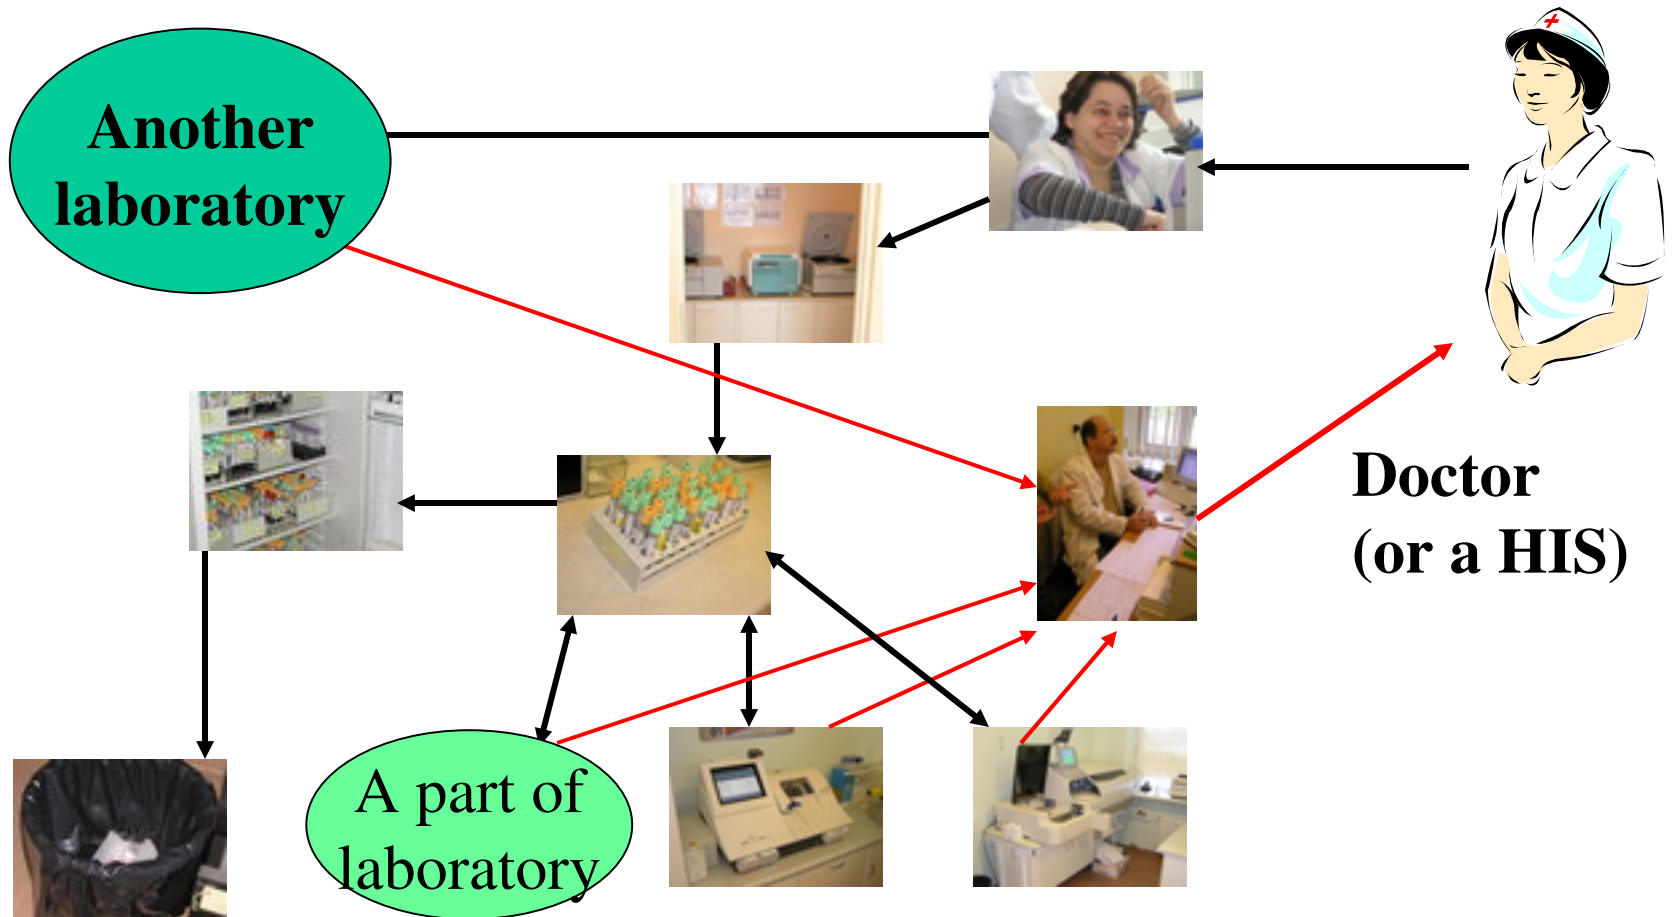 Another
laboratory
Doctor
(or a HIS)
A part of
laboratory